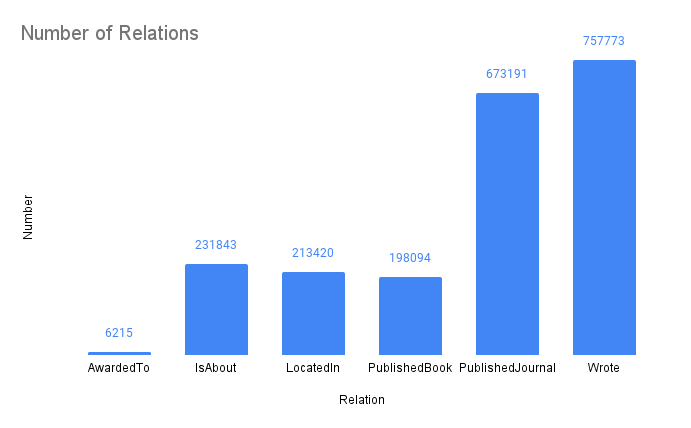 Number of Relations
757773
673191
231843
213420
198094
6215
Number
AwardedTo
IsAbout
LocatedIn
PublishedBook
PublishedJournal
Wrote
Relation